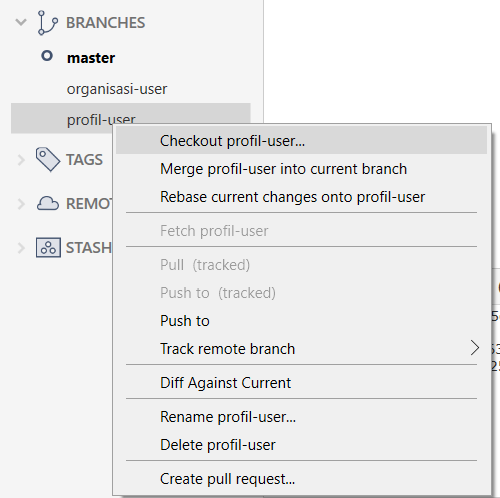 BRANCHES
master
organisasi-user
profil-user
Checkout profil-user...
Merge profil-user into current branch
TAGS
Rebase current changes onto profil-user
REMO
Fetch profil-user
STASH
Pull (tracked)
Push to (tracked)
Push to
Track remote branch
Diff Against Current
Rename profil-user...
Delete profil-user
Create pull request...